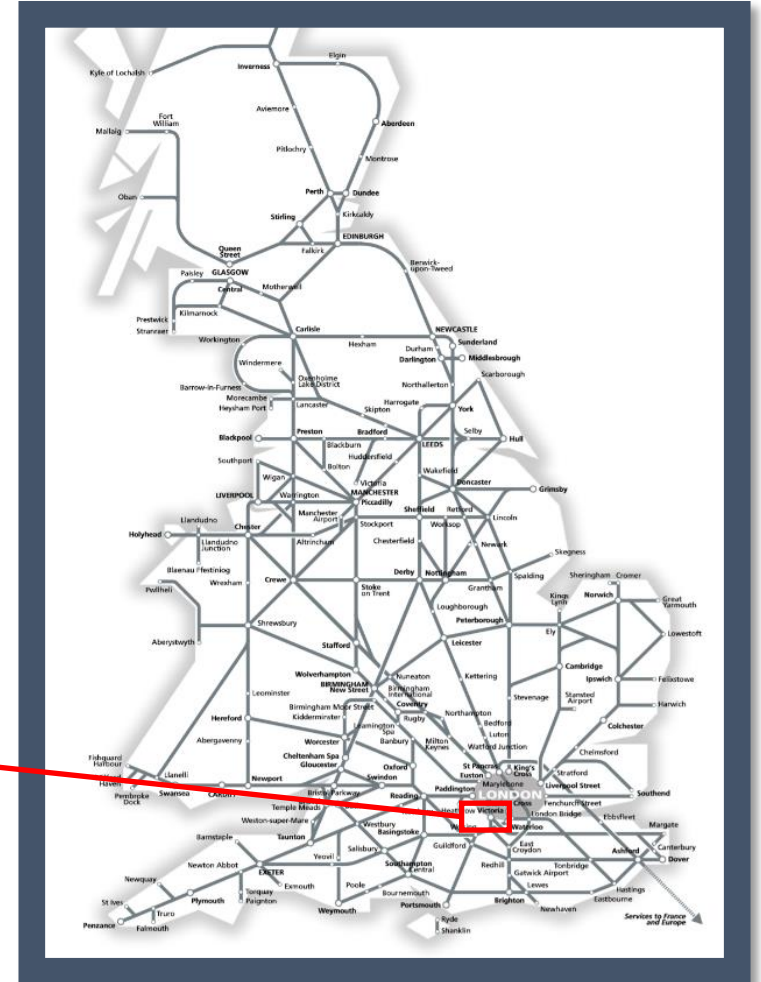 Elgin
Inverness
Kyle of Lochalsh
Aviemore
Fort
William
Aberdeen
Mallaig
Pitlochry
Montrose
Perth
Dundee
Oban
Stirling
Kirkcaldy
EDINBURGH
Queen
Street
Falkirk
Berwick-
upon-Tweed
Paisley
GLASGOW
Central
Motherwell
Prestwick
Kilmarnock
Stranraer
Carlisle
NEWCASTLE
Workington
Hexham
Sunderland
Durham
Windermere
Darlington
Middlesbrough
Oxenholme
Lake District
Scarborough
Barrow-in-Furness
Northallerton
Morecambe
Lancaster
Harrogate
Heysham Port
Skipton
York
Blackpool
Preston
Bradford
Selby
Blackburn
LEEDS
Hull
Huddersfield
Southport
Bolton
Wakefield
Wigan
Victoria
Doncaster
MANCHESTER
Grimsby
LIVERPOOL
Warrington
Piccadilly
Manchester
Airport
Sheffield
Retford
Llandudno
Stockport
Worksop
Lincoln
Holyhead
Chester
Llandudno
Junction
Altrincham
Chesterfield
Newark
Skegness
Blaenau Ffestiniog
Derby
Nottingham
Pwllheli
Wrexham
Crewe
Stoke
on Trent
Grantham
Spalding
Sheringham
Cromer
Kings
Lynn
Norwich
Great
Yarmouth
Loughborough
Shrewsbury
Peterborough
Ely
Lowestoft
Aberystwyth
Stafford
Leicester
Wolverhampton
Cambridge
BIRMINGHAM
New Street
Nuneaton
Kettering
Ipswich
Felixstowe
Birmingham
International
Leominster
Stevenage
Stansted
Airport
Birmingham Moor Street
Coventry
Harwich
Hereford
Kidderminster
Rugby
Northampton
Colchester
Leamington
Spa
Bedford
Abergavenny
Worcester
Banbury
Milton
Keynes
Luton
Cheltenham Spa
Watford Junction
Chelmsford
Fishguard
Harbour
Gloucester
Oxford
St Pancras
King's
Cross
Llanelli
Newport
Swindon
Euston
Stratford
Haven
Marylebone
Liverpool Street
Pembroke
Dock
Swansea
CARDIFF
Parkway
Reading
Paddington
LONDON
Southend
Temple Meads
Victoria
Cross
Fenchurch Street
Weston-super-Mare
Westbury
London Bridge
Ebbsfleet
Barnstaple
Taunton
Basingstoke
Waterloo
Margate
Salisbury
Guildford
East
Croydon
Canterbury
Newton Abbot
Yeovil
Ashford
Dover
EXETER
Southampton
Central
Redhill
Tonbridge
Newquay
Gatwick Airport
Exmouth
Poole
Lewes
Hastings
St Ives
Plymouth
Torquay
Paignton
Bournemouth
Eastbourne
Truro
Weymouth
Portsmouth
Brighton
Newhaven
Penzance
Falmouth
Ryde
Shanklin
Services to France
and Europe